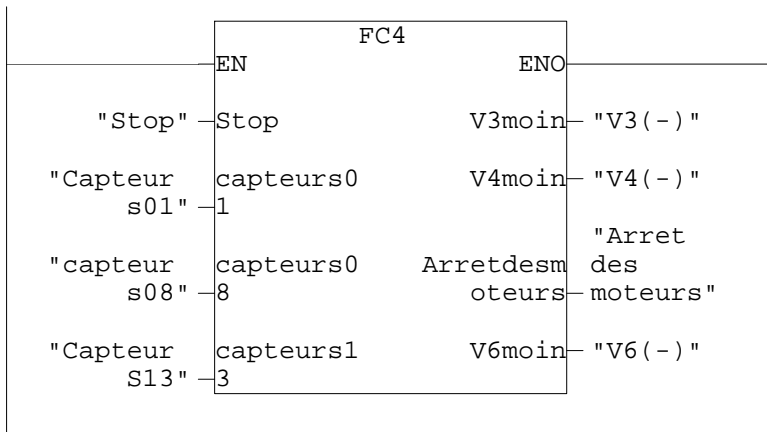 FC4
EN ENO
"Stop" Stop V3moin "V3(-)"
"Capteur capteurs0 V4moin "V4(-)"
s01" 1
"Arret
"capteur capteurs0 Arretdesm des
s08" 8 oteurs moteurs"
"Capteur capteurs1 V6moin "V6(-)"
S13" 3